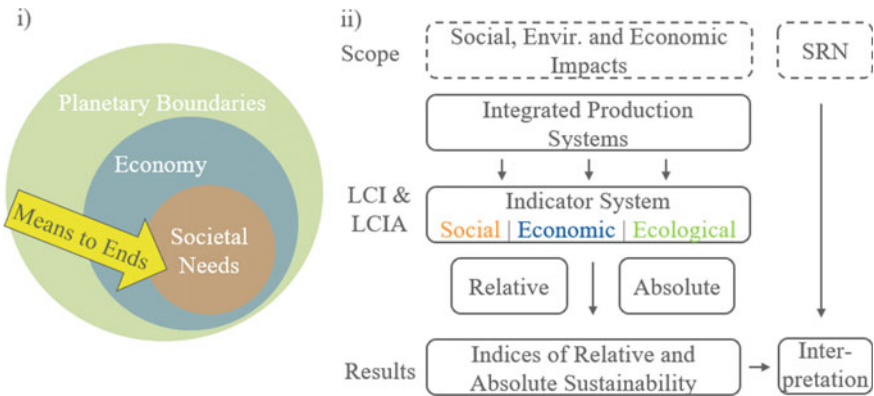 i)
Planetary Boundaries
Economy
Means to Ends
Societal
Needs
ii)
Scope
Social, Envir. and Economic
Impacts
SRN
Integrated Production
Systems
LCI &
LCIA
Indicator System
Social | Economic | Ecological
Relative
Absolute
Results
Indices of Relative and
Absolute Sustainability
Inter-
pretation